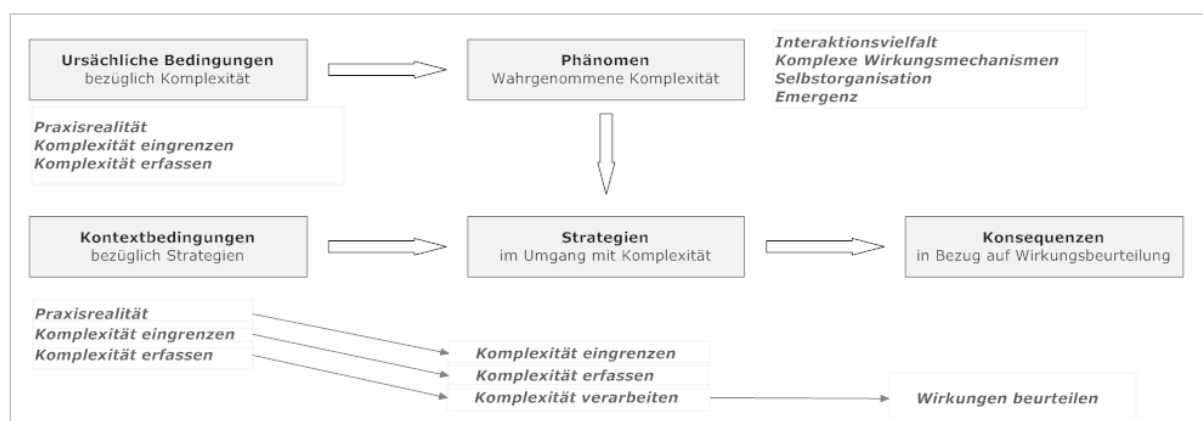 Ursächliche Bedingungen
bezüglich Komplexität
Phänomen
Wahrgenommene Komplexität
Interaktionsvielfalt
Komplexe Wirkungsmechanismen
Selbstorganisation
Emergenz
Praxisrealität
Komplexität eingrenzen
Komplexität erfassen
Kontextbedingungen
bezüglich Strategien
Strategien
im Umgang mit Komplexität
Konsequenzen
in Bezug auf Wirkungsbeurteilung
Praxisrealität
Komplexität eingrenzen
Komplexität erfassen
Komplexität eingrenzen
Komplexität erfassen
Komplexität verarbeiten
Wirkungen beurteilen